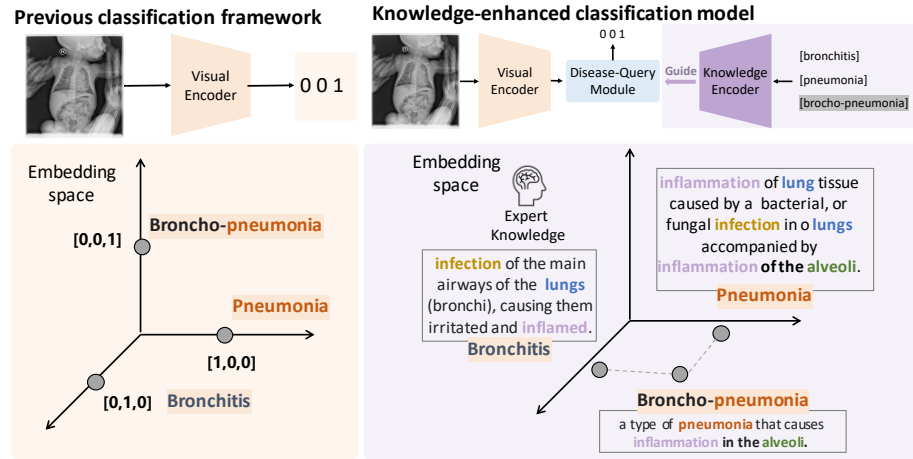 Previous classification framework
Visual
Encoder
0 0 1
Embedding
space
[0,0,1]
Broncho-pneumonia
Pneumonia
[1,0,0]
[0,1,0]
Bronchitis
Knowledge-enhanced classification model
0 0 1
Visual
Encoder
Disease-Query
Module
Guide
Knowledge
Encoder
[bronchitis]
[pneumonia]
[brocho-pneumonia]
Embedding
space
Expert
Knowledge
infection of the main
airways of the lungs
(bronchi), causing them
irritated and inflamed.
Bronchitis
inflammation of lung tissue
caused by a bacterial, or
fungal infection in o lungs
accompanied by
inflammation of the alveoli.
Pneumonia
Broncho-pneumonia
a type of pneumonia that causes
inflammation in the alveoli.